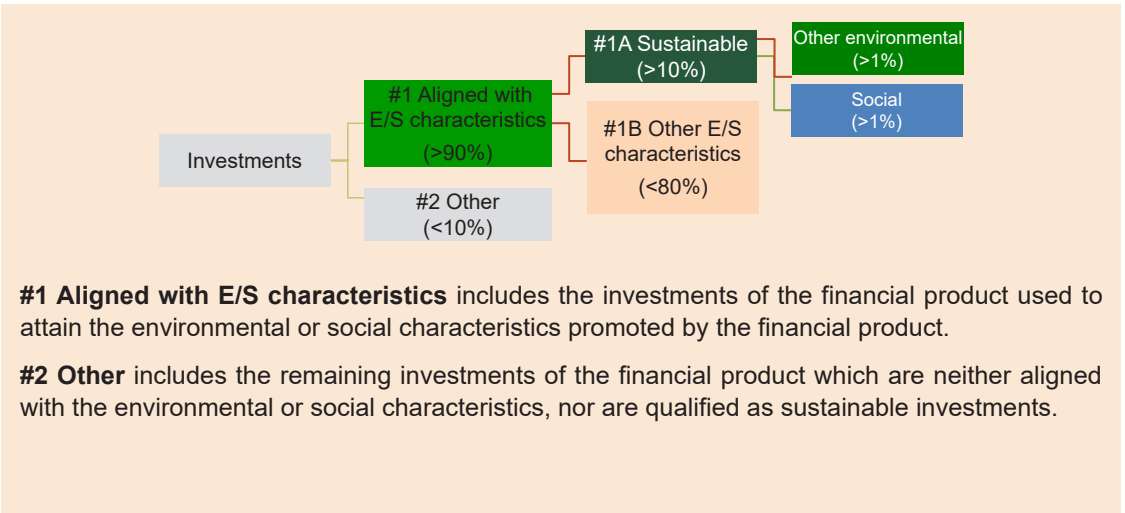 Investments
#1 Aligned with
E/S characteristics
(>90%)
#2 Other
(<10%)
#1A Sustainable
(>10%)
#1B Other E/S
characteristics
(<80%)
Other environmental
(>1%)
Social
(>1%)
#1 Aligned with E/S characteristics includes the investments of the financial product used to
attain the environmental or social characteristics promoted by the financial product.
#2 Other includes the remaining investments of the financial product which are neither aligned
with the environmental or social characteristics, nor are qualified as sustainable investments.